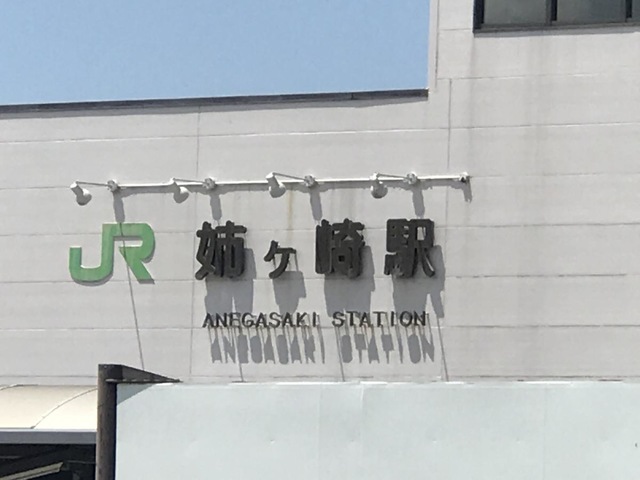 JR 姉ヶ崎駅
ANEGASAKI STATION